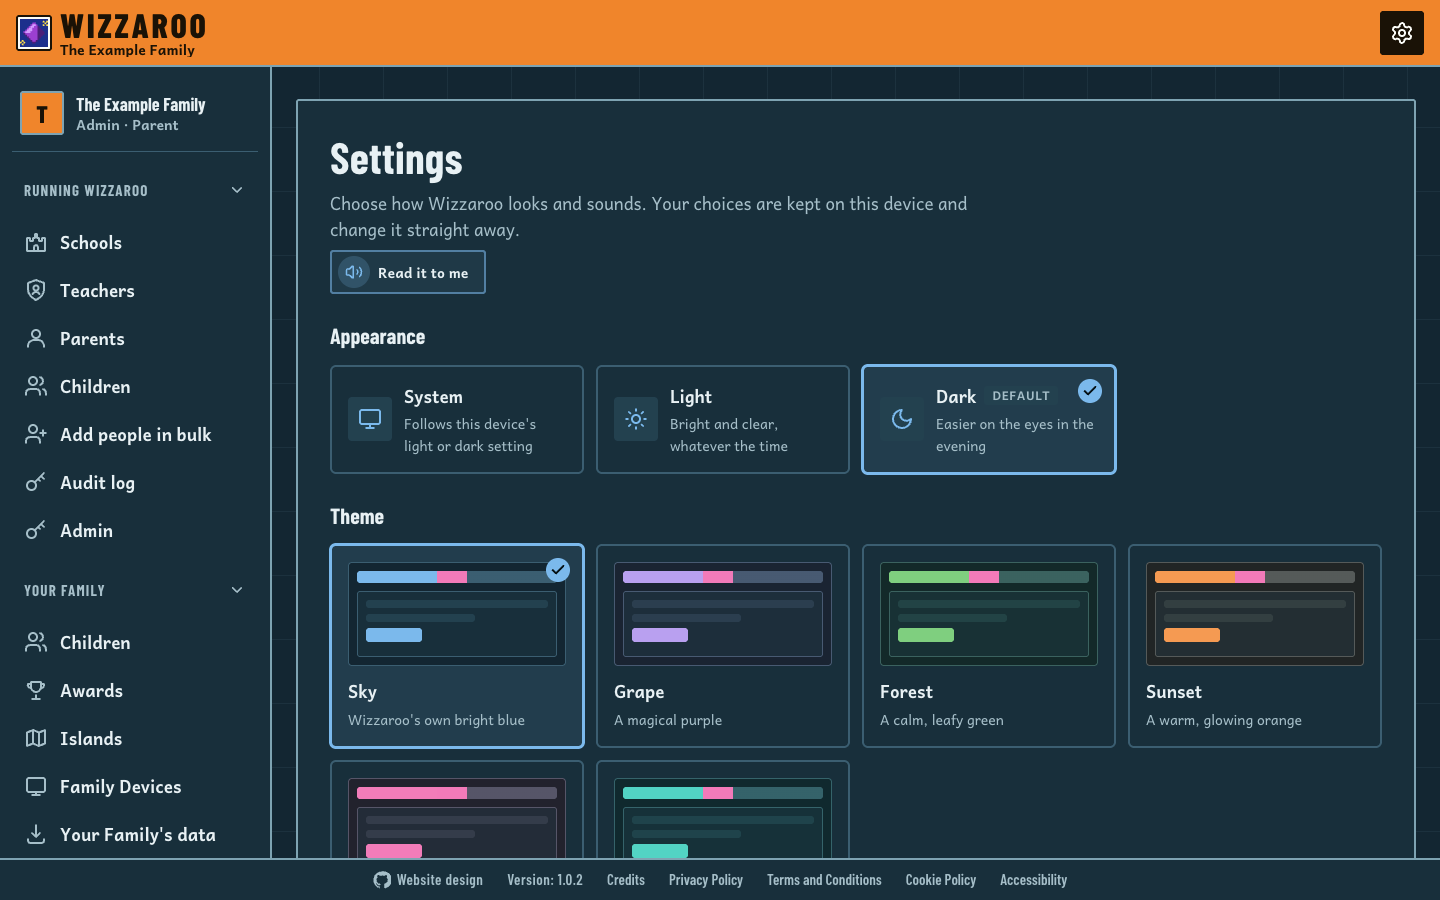 WIZZAROO
The Example Family
T
The Example Family
Admin · Parent
RUNNING WIZZAROO
Schools
Teachers
Parents
Children
Add people in bulk
Audit log
Admin
YOUR FAMILY
Children
Awards
Islands
Family Devices
Your Family's data
Settings
Choose how Wizzaroo looks and sounds. Your choices are kept on this device and
change it straight away.
Read it to me
Appearance
System
Follows this device's
light or dark setting
Light
Bright and clear,
whatever the time
Dark DEFAULT
Easier on the eyes in the
evening
Theme
Sky
Wizzaroo's own bright blue
Grape
A magical purple
Forest
A calm, leafy green
Sunset
A warm, glowing orange
Website design
Version: 1.0.2
Credits
Privacy Policy
Terms and Conditions
Cookie Policy
Accessibility